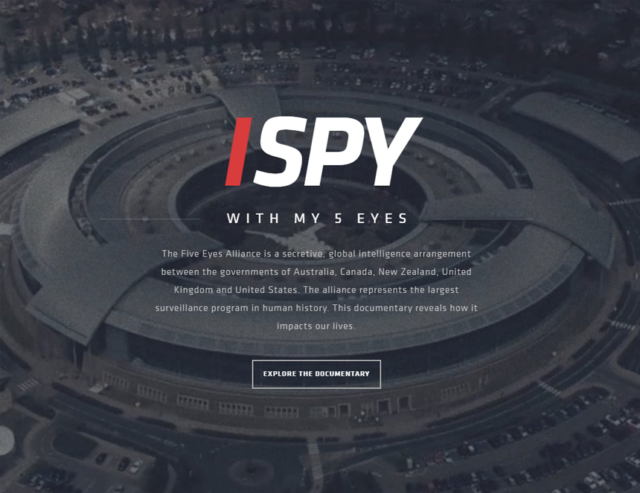 ISPY
WITH MY 5 EYES
The Five Eyes Alliance is a secretive, global intelligence arrangement
between the governments of Australia, Canada, New Zealand, United
Kingdom and United States. The alliance represents the largest
surveillance program in human history. This documentary reveals how it
impacts our lives.
EXPLORE THE DOCUMENTARY